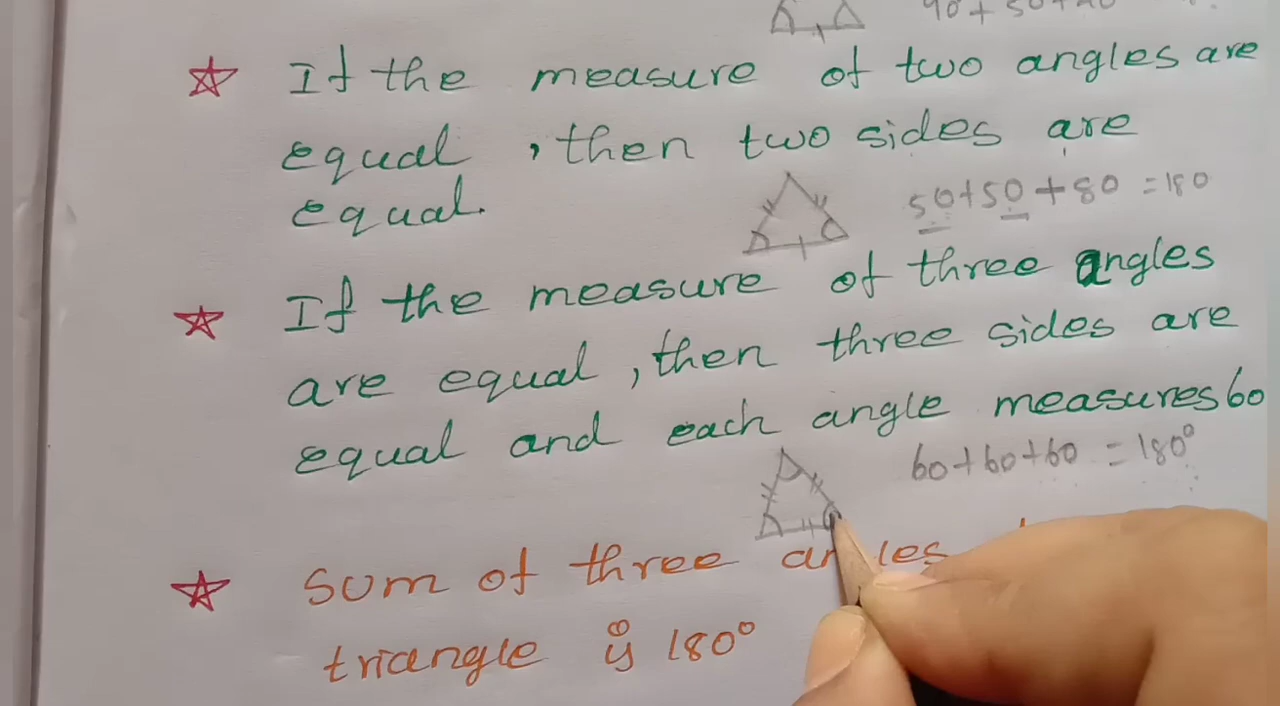 If the measure of two angles are
equal, then two sides are
equal.
50+50+80=180
If the measure of three angles
are equal, then three sides are
equal and each angle measures 60
60+60+60=180°
Sum of three
triangle is 180°